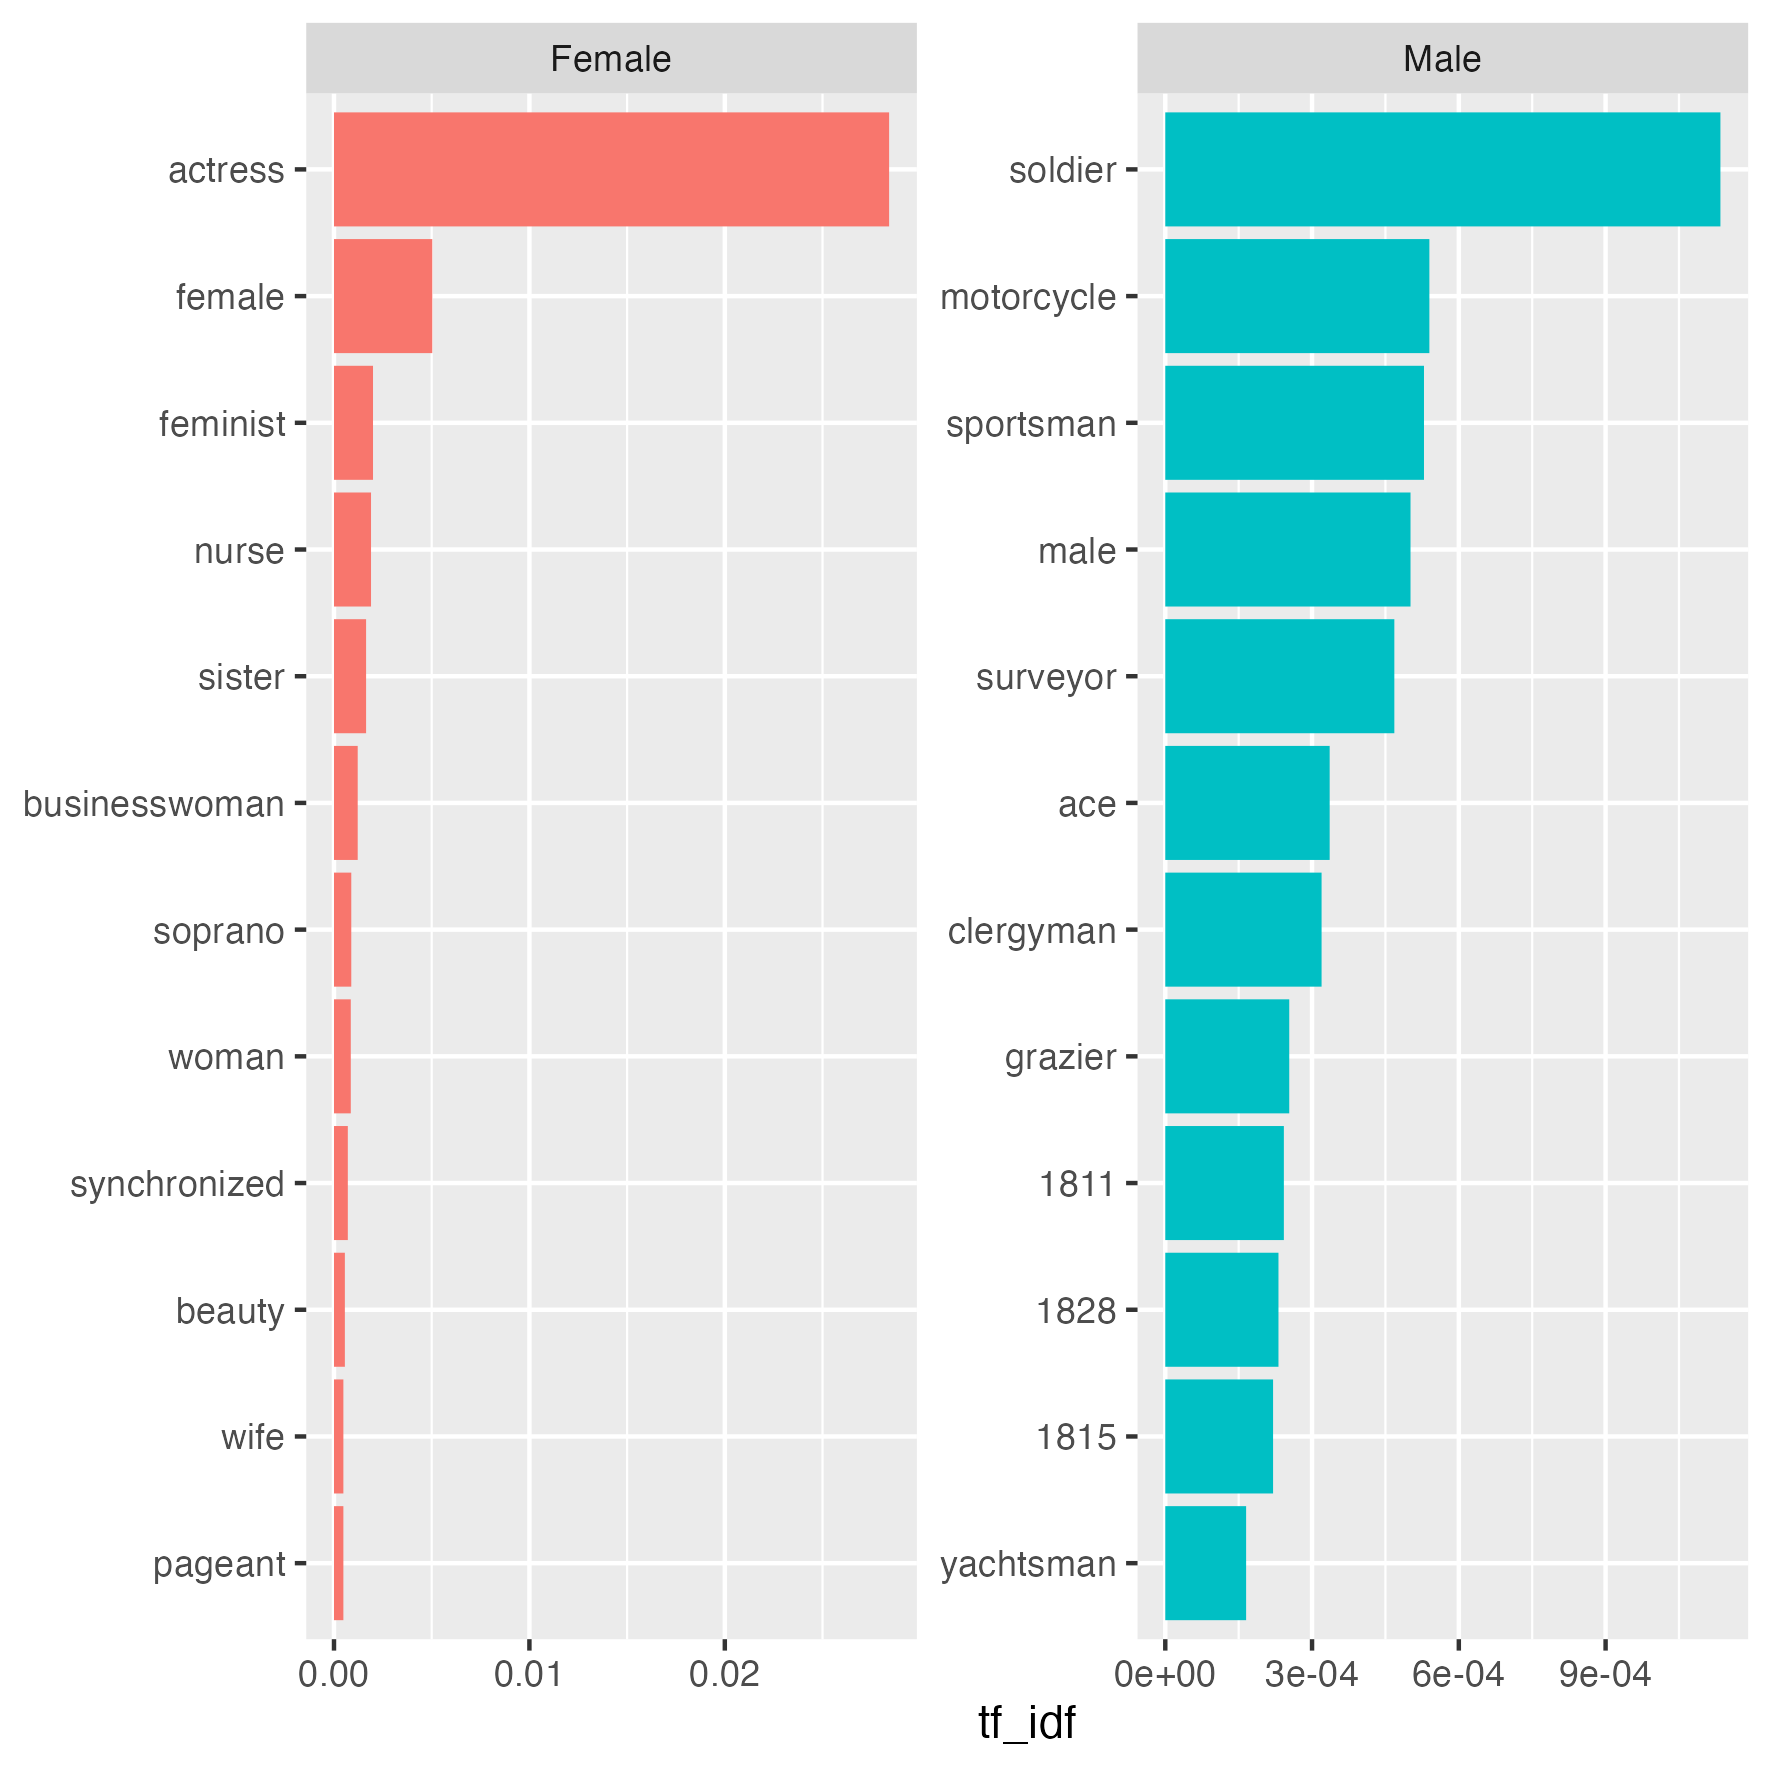 Female
actress
female
feminist
nurse
sister
businesswoman
soprano
woman
synchronized
beauty
wife
pageant
0.00 0.01 0.02
Male
soldier
motorcycle
sportsman
male
surveyor
ace
clergyman
grazier
1811
1828
1815
yachtsman
0e+00 3e-04 6e-04 9e-04
tf_idf